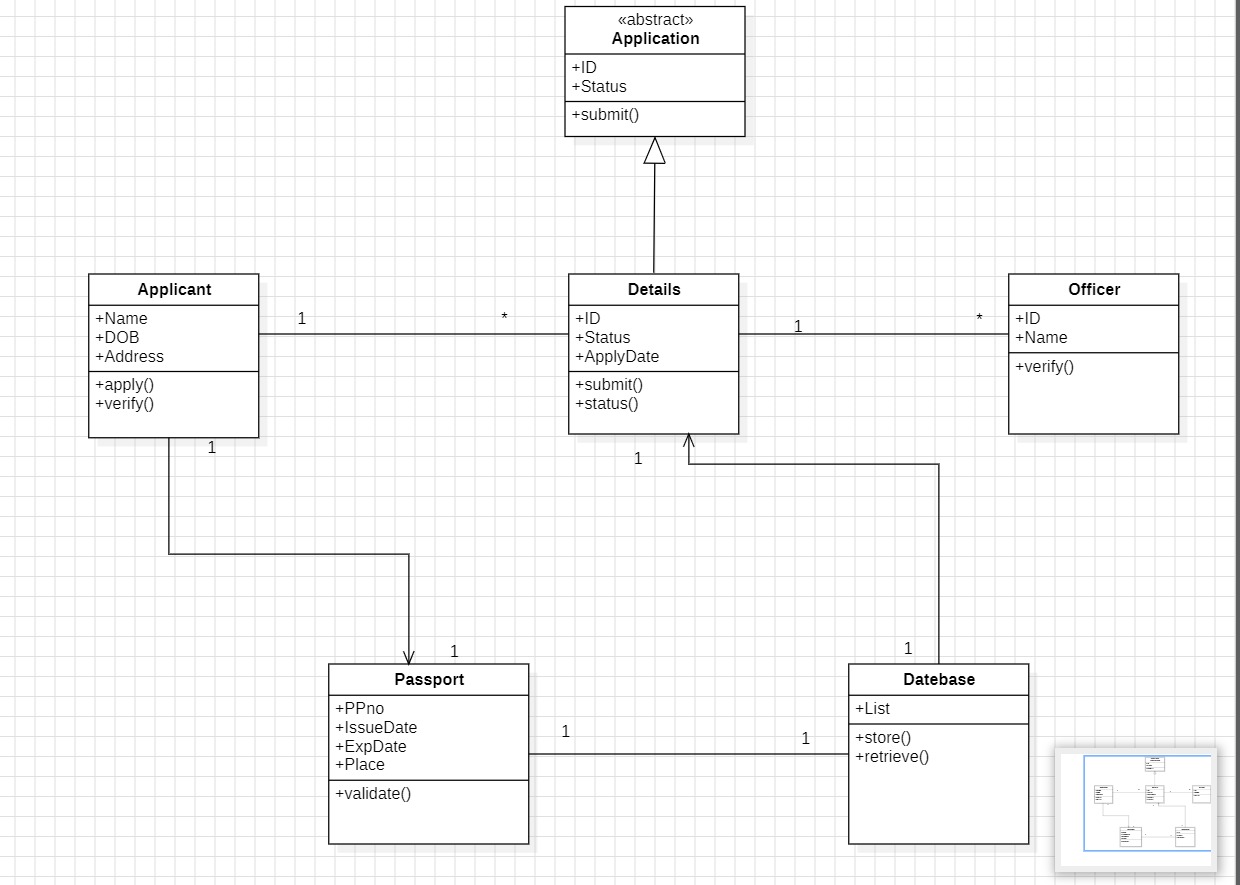 «abstract»
Application
+ID
+Status
+submit()
Applicant
+Name
+DOB
+Address
+apply()
+verify()
1
*
Details
+ID
+Status
+ApplyDate
+submit()
+status()
1
*
Officer
+ID
+Name
+verify()
1
1
1
1
Passport
+PPno
+IssueDate
+ExpDate
+Place
+validate()
1
1
Datebase
+List
+store()
+retrieve()